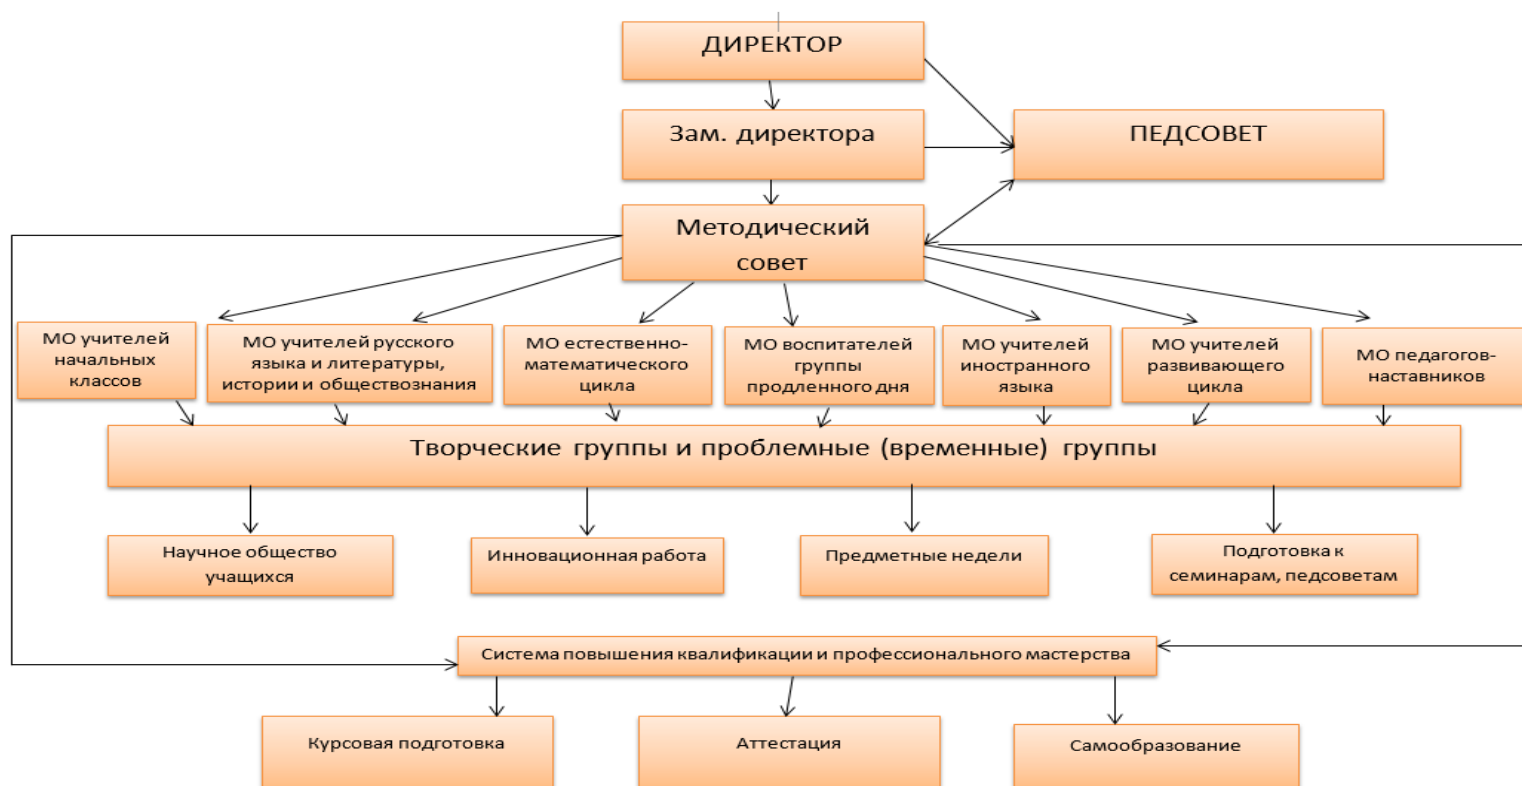 ДИРЕКТОР
Зам. директора
ПЕДСОВЕТ
Методический
совет
МО учителей
начальных
классов
МО учителей русского
языка и литературы,
истории и обществознания
МО естественно-
математического
цикла
МО воспитателей
группы
продленного дня
МО учителей
иностранного
языка
МО учителей
развивающего
цикла
МО педагогов-
наставников
Творческие группы и проблемные (временные) группы
Научное общество
учащихся
Инновационная работа
Предметные недели
Подготовка к
семинарам, педсоветам
Система повышения квалификации и профессионального мастерства
Курсовая подготовка
Аттестация
Самообразование